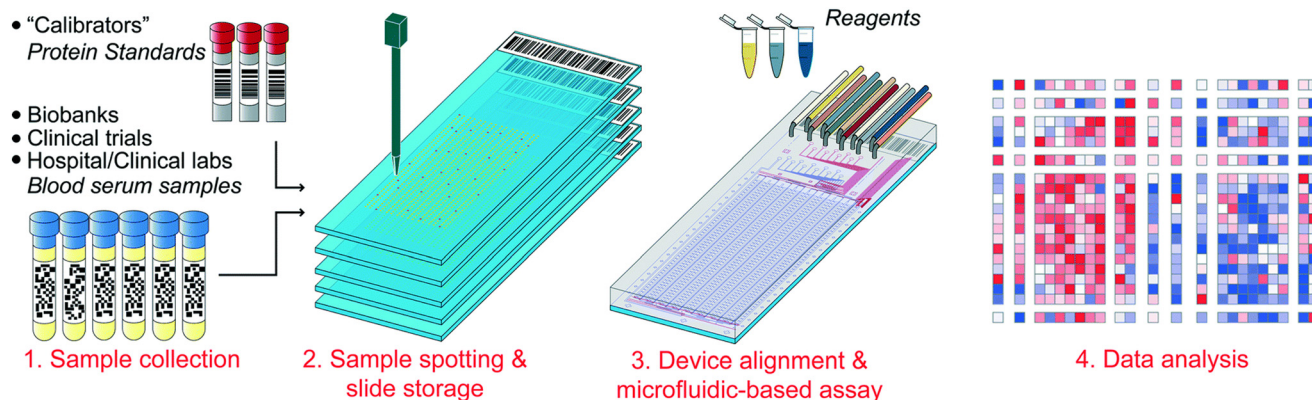 • “Calibrators”
Protein Standards
• Biobanks
• Clinical trials
• Hospital/Clinical labs
Blood serum samples
Reagents
1. Sample collection
2. Sample spotting &
slide storage
3. Device alignment &
microfluidic-based assay
4. Data analysis